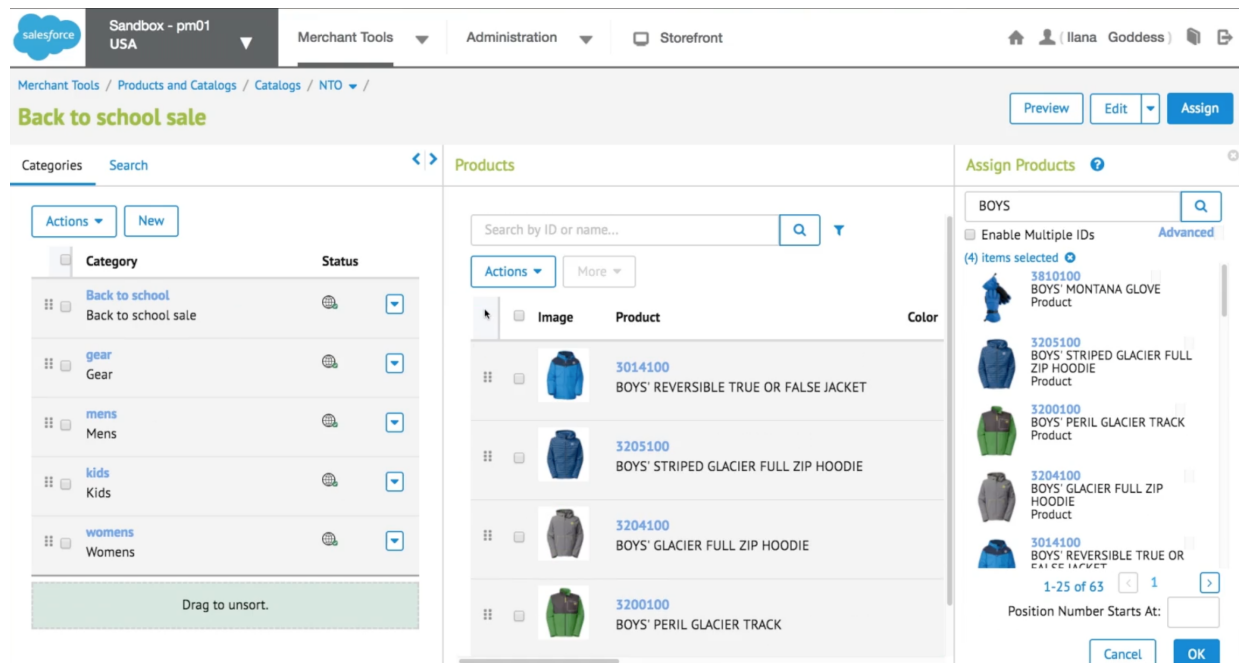 salesforce
Sandbox - pm01
USA
Merchant Tools
Administration
Storefront
( Ilana Goddess )
Merchant Tools / Products and Catalogs / Catalogs / NTO /
Back to school sale
Preview
Edit
Assign
Categories
Search
Actions
New
Category
Status
Back to school
Back to school sale
gear
Gear
mens
Mens
kids
Kids
womens
Womens
Drag to unsort.
Products
Search by ID or name...
Actions
More
Image
Product
Color
3014100
BOYS' REVERSIBLE TRUE OR FALSE JACKET
3205100
BOYS' STRIPED GLACIER FULL ZIP HOODIE
3204100
BOYS' GLACIER FULL ZIP HOODIE
3200100
BOYS' PERIL GLACIER TRACK
Assign Products ?
BOYS
Enable Multiple IDs
Advanced
(4) items selected
3810100
BOYS' MONTANA GLOVE
Product
3205100
BOYS' STRIPED GLACIER FULL
ZIP HOODIE
Product
3200100
BOYS' PERIL GLACIER TRACK
Product
3204100
BOYS' GLACIER FULL ZIP
HOODIE
Product
3014100
BOYS' REVERSIBLE TRUE OR
FALSE JACKET
1-25 of 63
1
Position Number Starts At:
Cancel
OK